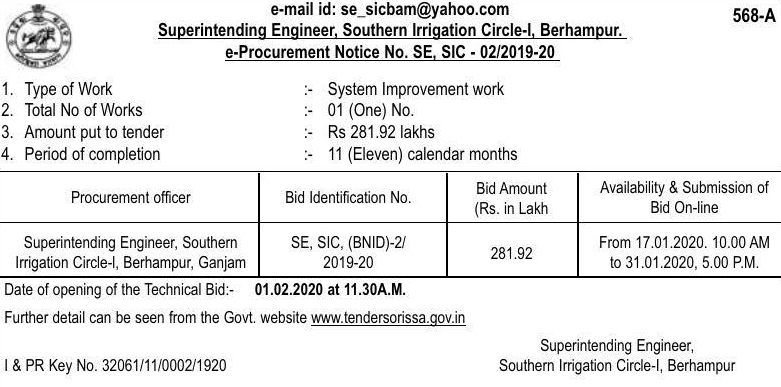 e-mail id: se_sicbam@yahoo.com
568-A
Superintending Engineer, Southern Irrigation Circle-I, Berhampur.
e-Procurement Notice No. SE, SIC - 02/2019-20
1. Type of Work :- System Improvement work
2. Total No of Works :- 01 (One) No.
3. Amount put to tender :- Rs 281.92 lakhs
4. Period of completion :- 11 (Eleven) calendar months
Procurement officer
Bid Identification No.
Bid Amount
(Rs. in Lakh
Availability & Submission of
Bid On-line
Superintending Engineer, Southern
Irrigation Circle-I, Berhampur, Ganjam
SE, SIC, (BNID)-2/
2019-20
281.92
From 17.01.2020. 10.00 AM
to 31.01.2020, 5.00 P.M.
Date of opening of the Technical Bid:- 01.02.2020 at 11.30A.M.
Further detail can be seen from the Govt. website www.tendersorissa.gov.in
Superintending Engineer,
I & PR Key No. 32061/11/0002/1920
Southern Irrigation Circle-I, Berhampur